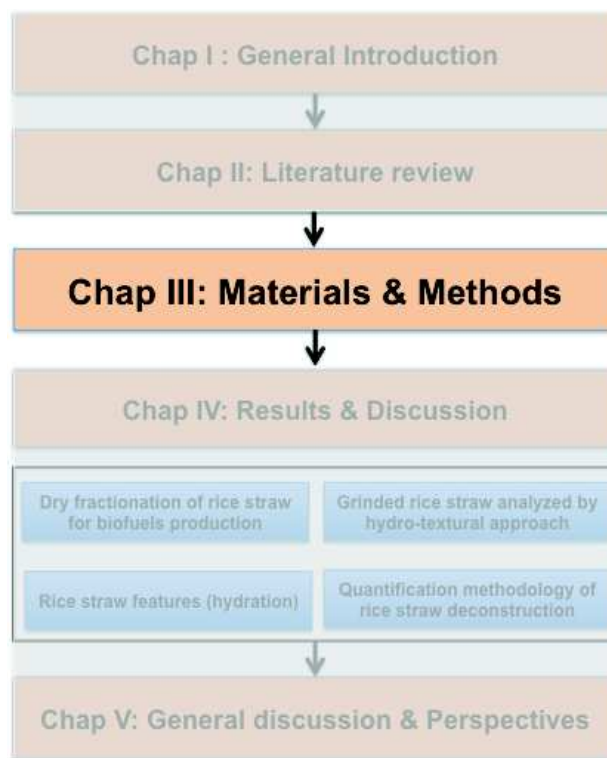 Chap I : General Introduction
Chap II: Literature review
Chap III: Materials & Methods
Chap IV: Results & Discussion
Dry fractionation of rice straw
for biofuels production
Grinded rice straw analyzed by
hydro-textural approach
Rice straw features (hydration)
Quantification methodology of
rice straw deconstruction
Chap V: General discussion & Perspectives